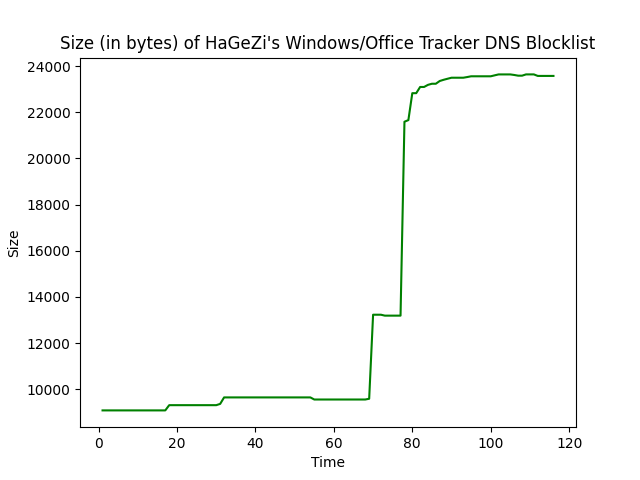 Size (in bytes) of HaGeZi's Windows/Office Tracker DNS Blocklist
24000
22000
20000
18000
16000
14000
12000
10000
Size
0 20 40 60 80 100 120
Time